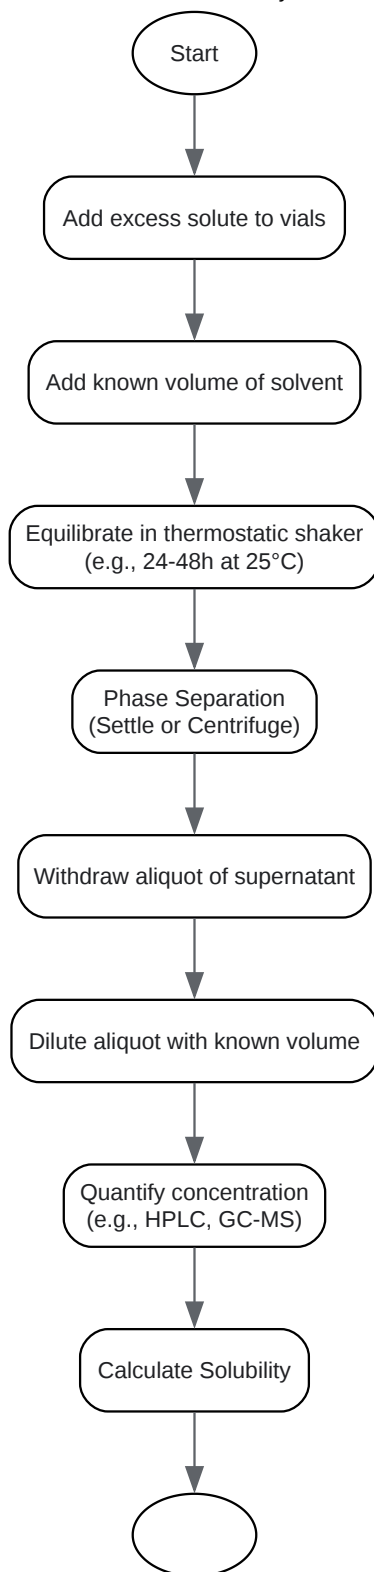 Start
Add excess solute to vials
Add known volume of solvent
Equilibrate in thermostatic shaker
(e.g., 24-48h at 25°C)
Phase Separation
(Settle or Centrifuge)
Withdraw aliquot of supernatant
Dilute aliquot with known volume
Quantify concentration
(e.g., HPLC, GC-MS)
Calculate Solubility